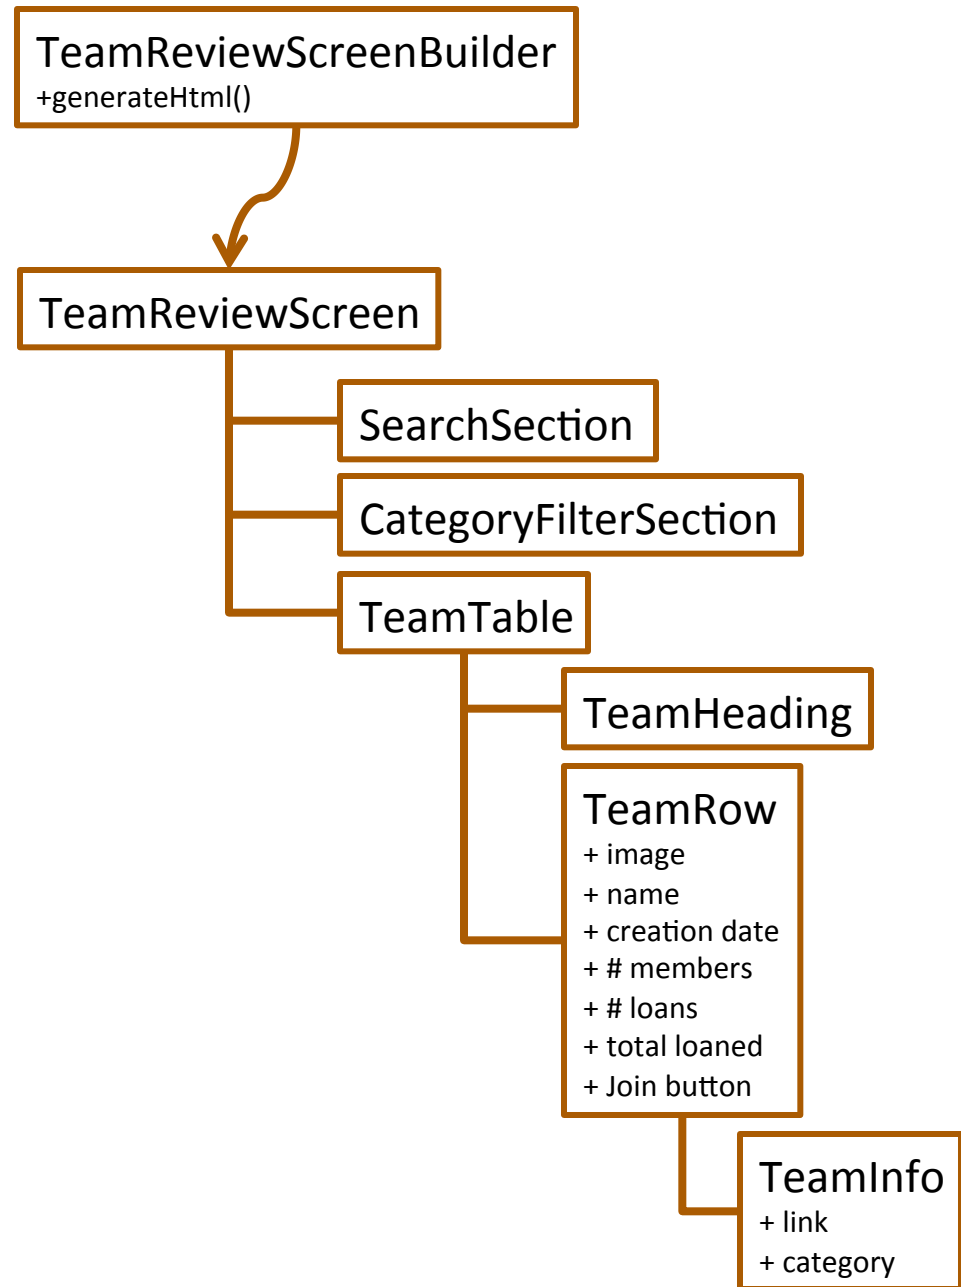 TeamReviewScreenBuilder
+generateHtml()
TeamReviewScreen
SearchSection
CategoryFilterSection
TeamTable
TeamHeading
TeamRow
+ image
+ name
+ creation date
+ # members
+ # loans
+ total loaned
+ Join button
TeamInfo
+ link
+ category